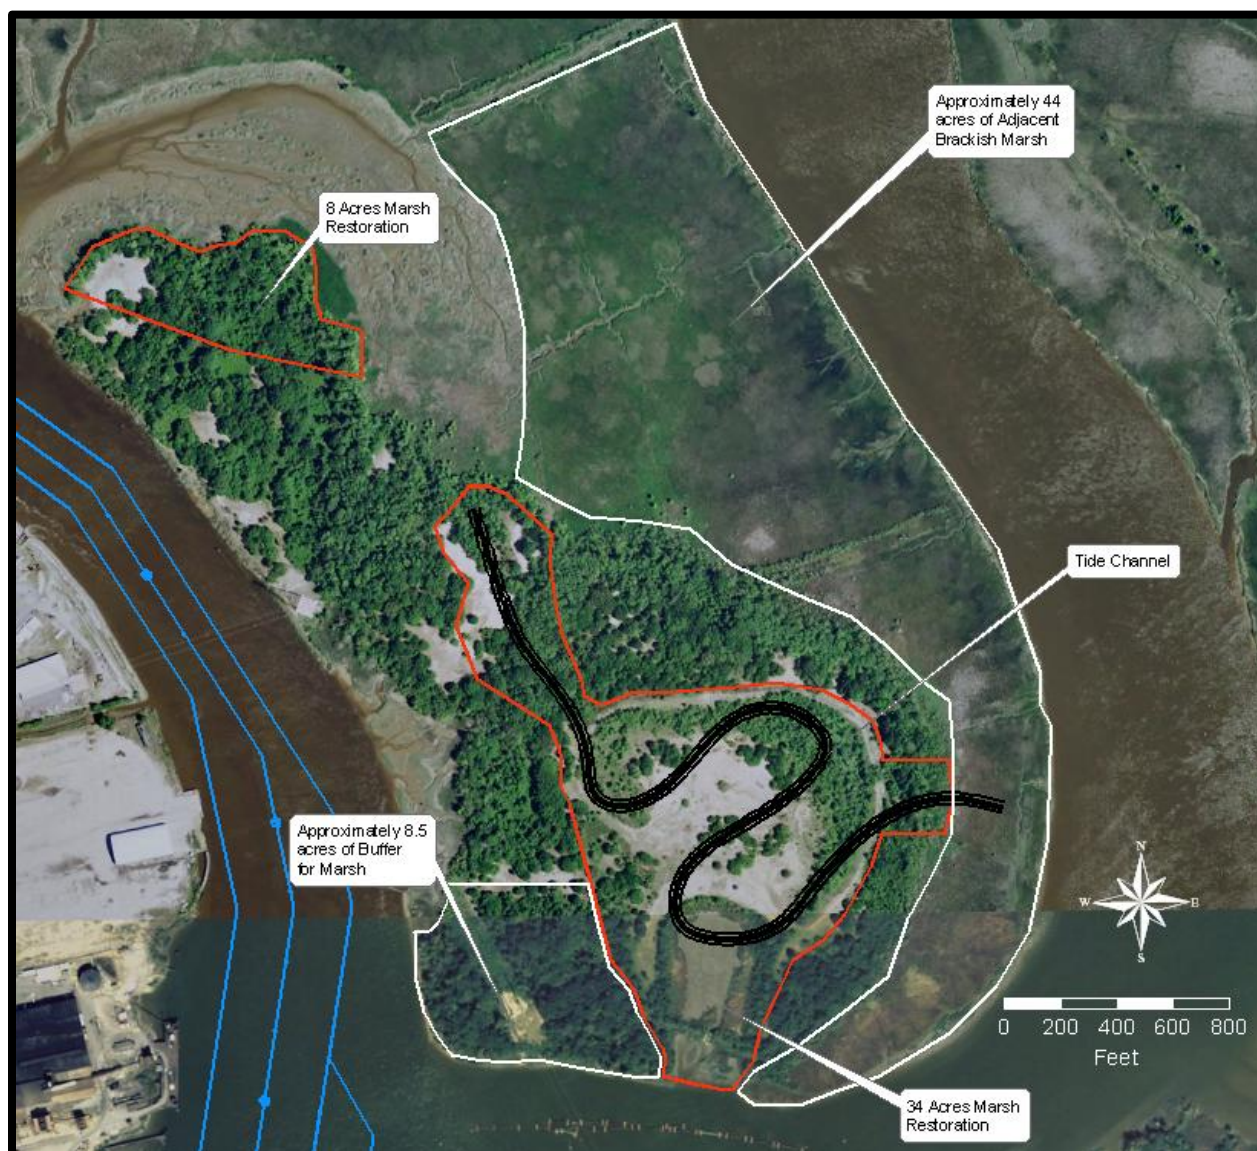 Approximately 44
acres of Adjacent
Brackish Marsh
8 Acres Marsh
Restoration
Tide Channel
Approximately 8.5
acres of Buffer
for Marsh
N
W
E
S
0 200 400 600 800
Feet
34 Acres Marsh
Restoration